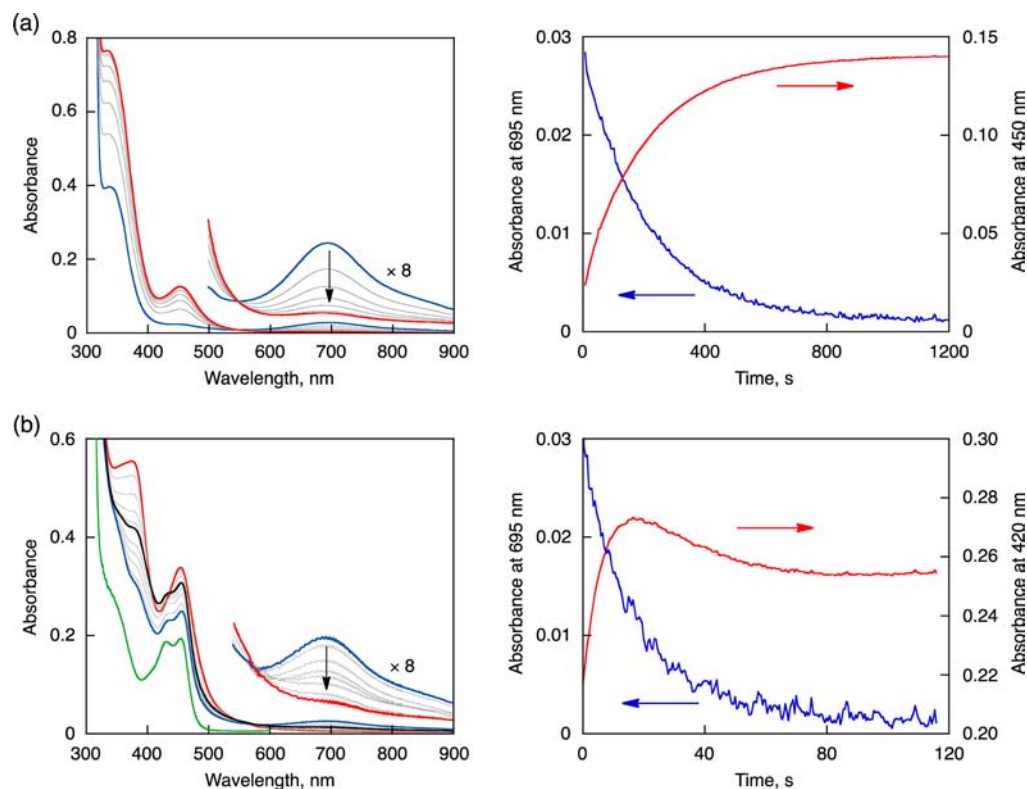 (a)
0.8
0.6
0.4
0.2
0
Absorbance
× 8
300 400 500 600 700 800 900
Wavelength, nm
0.03
0.02
0.01
0
Absorbance at 695 nm
0.15
0.10
0.05
0
Absorbance at 450 nm
0 400 800 1200
Time, s
(b)
0.6
0.4
0.2
0
Absorbance
× 8
300 400 500 600 700 800 900
Wavelength, nm
0.03
0.02
0.01
0
Absorbance at 695 nm
0.30
0.28
0.26
0.24
0.22
0.20
Absorbance at 420 nm
0 40 80 120
Time, s